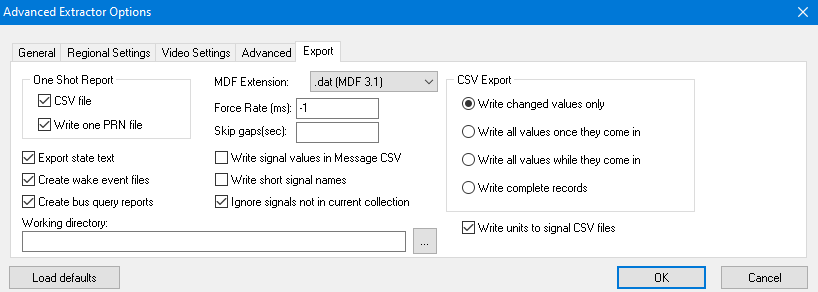 Advanced Extractor Options
General
Regional Settings
Video Settings
Advanced
Export
One Shot Report
CSV file
Write one PRN file
Export state text
Create wake event files
Create bus query reports
Working directory:
...
MDF Extension:
.dat (MDF 3.1)
Force Rate (ms):
-1
Skip gaps(sec):
Write signal values in Message CSV
Write short signal names
Ignore signals not in current collection
CSV Export
Write changed values only
Write all values once they come in
Write all values while they come in
Write complete records
Write units to signal CSV files
Load defaults
OK
Cancel